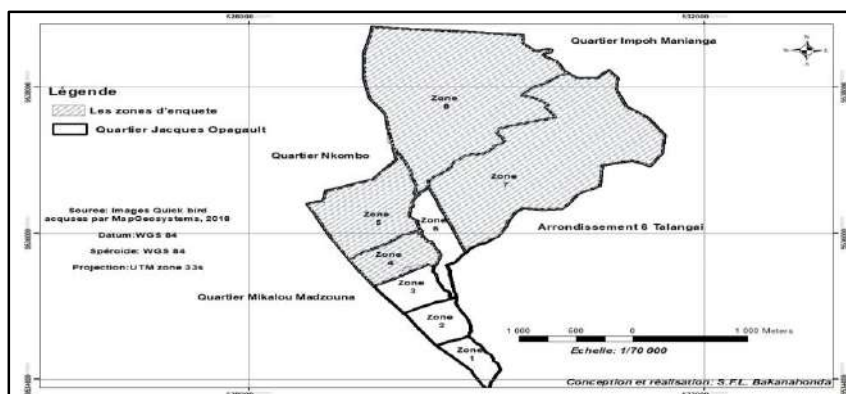 532000
Quartier Impoh Manianga
N
Légende
Les zones d'enquete
Quartier Jacques Opagault
Zone
8
Quartier Nkombo
Zone
7
Source: Images Quick bird
acquses par MapGeosystems, 2018
Datum:WGS 84
Spéroide: WGS 84
Projection:UTM zone 33s
Zone
5
Zone
6
Arrondissement 6 Talangai
Zone
4
Zone
3
Quartier Mikalou Madzouna
Zone
2
Zone
1
1 000
500
0
1 000 Meters
Echelle: 1/70 000
Conception et réalisation: S.F.L. Bakanahonda